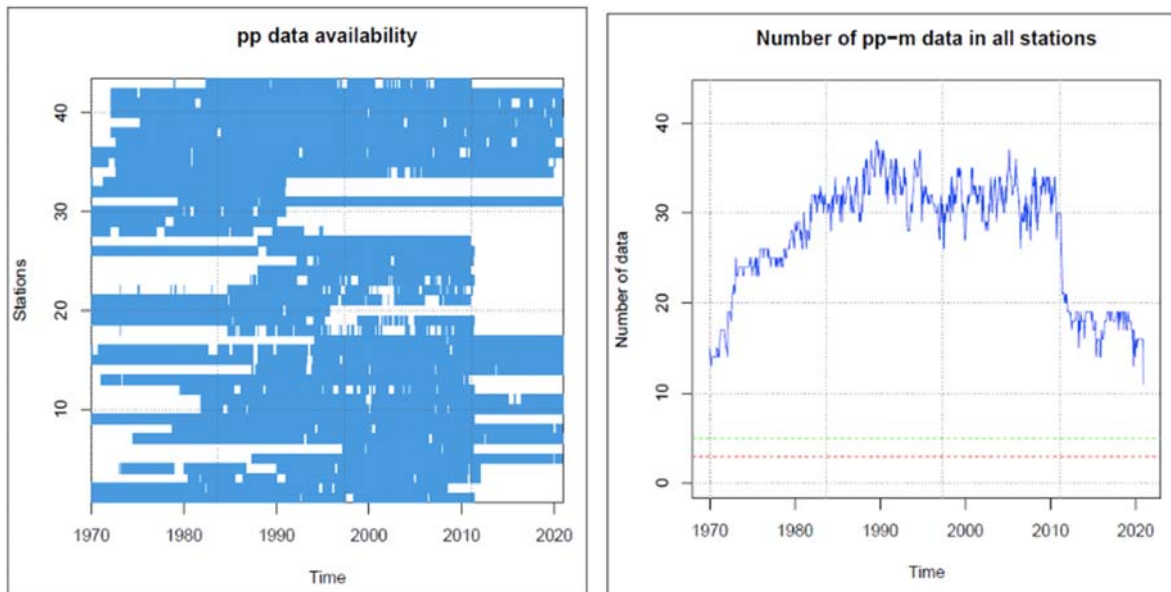 pp data availability
Stations
40
30
20
10
1970 1980 1990 2000 2010 2020
Time
Number of pp-m data in all stations
Number of data
40
30
20
10
0
1970 1980 1990 2000 2010 2020
Time